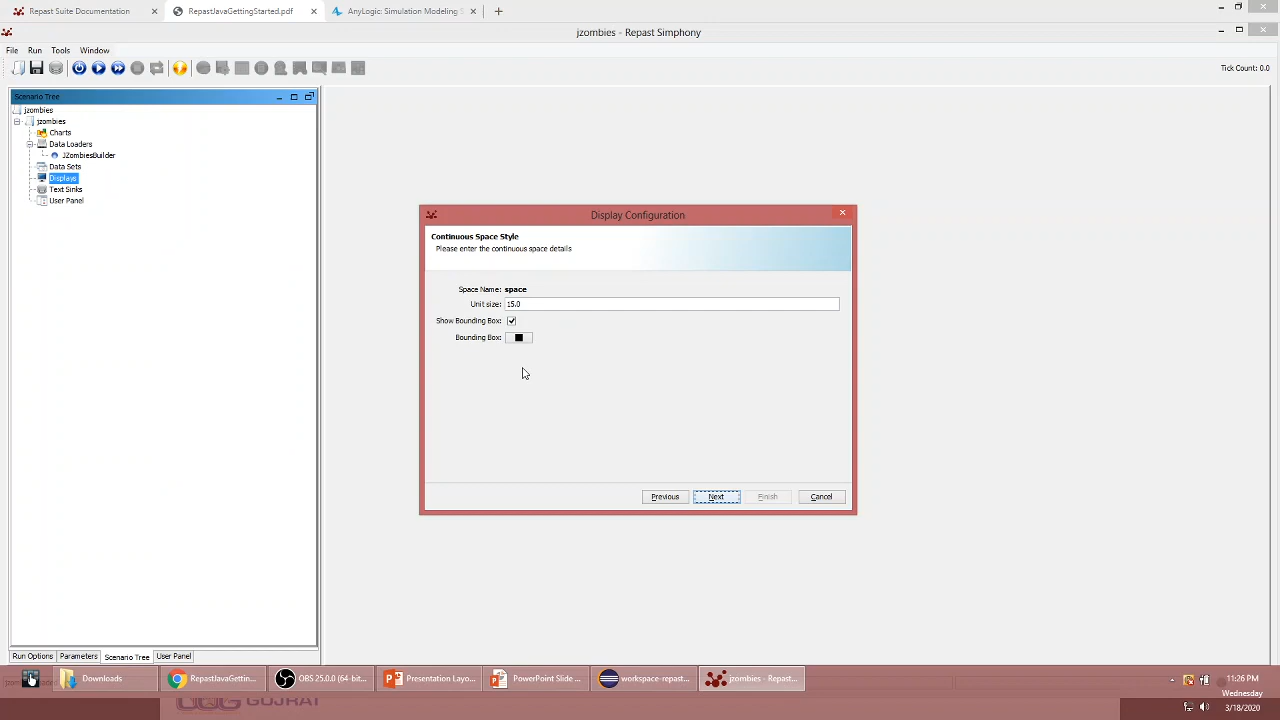 Repast Suite Documentation
RepastJavaGettingStarted.pdf
AnyLogic: Simulation Modeling S
jzombies - Repast Simphony
File Run Tools Window
Tick Count: 0.0
Scenario Tree
jzombies
jzombies
Charts
Data Loaders
JZombiesBuilder
Data Sets
Displays
Text Sinks
User Panel
Display Configuration
Continuous Space Style
Please enter the continuous space details
Space Name: space
Unit size: 15.0
Show Bounding Box:
Bounding Box:
Previous Next Finish Cancel
Run Options Parameters Scenario Tree User Panel
Downloads
RepastJavaGettin...
OBS 25.0.0 (64-bit...
Presentation Layo...
PowerPoint Slide ...
workspace-repast...
jzombies - Repast...
11:26 PM
Wednesday
3/18/2020
GUJRAT